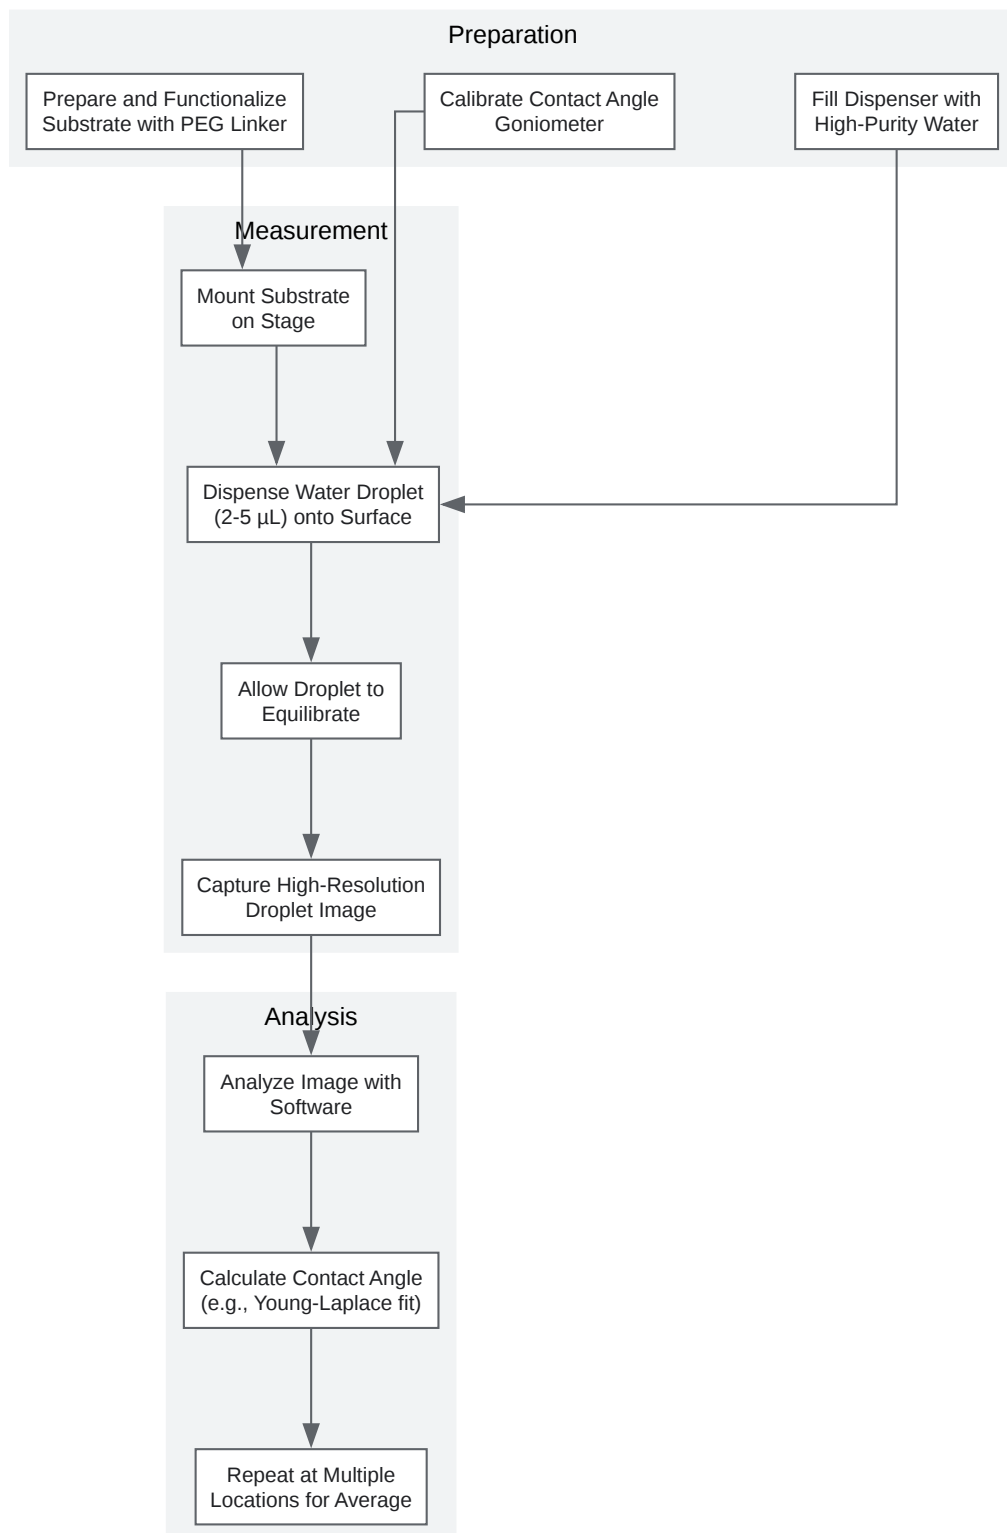 Preparation
Prepare and Functionalize
Substrate with PEG Linker
Calibrate Contact Angle
Goniometer
Fill Dispenser with
High-Purity Water
Measurement
Mount Substrate
on Stage
Dispense Water Droplet
(2-5 µL) onto Surface
Allow Droplet to
Equilibrate
Capture High-Resolution
Droplet Image
Analysis
Analyze Image with
Software
Calculate Contact Angle
(e.g., Young-Laplace fit)
Repeat at Multiple
Locations for Average